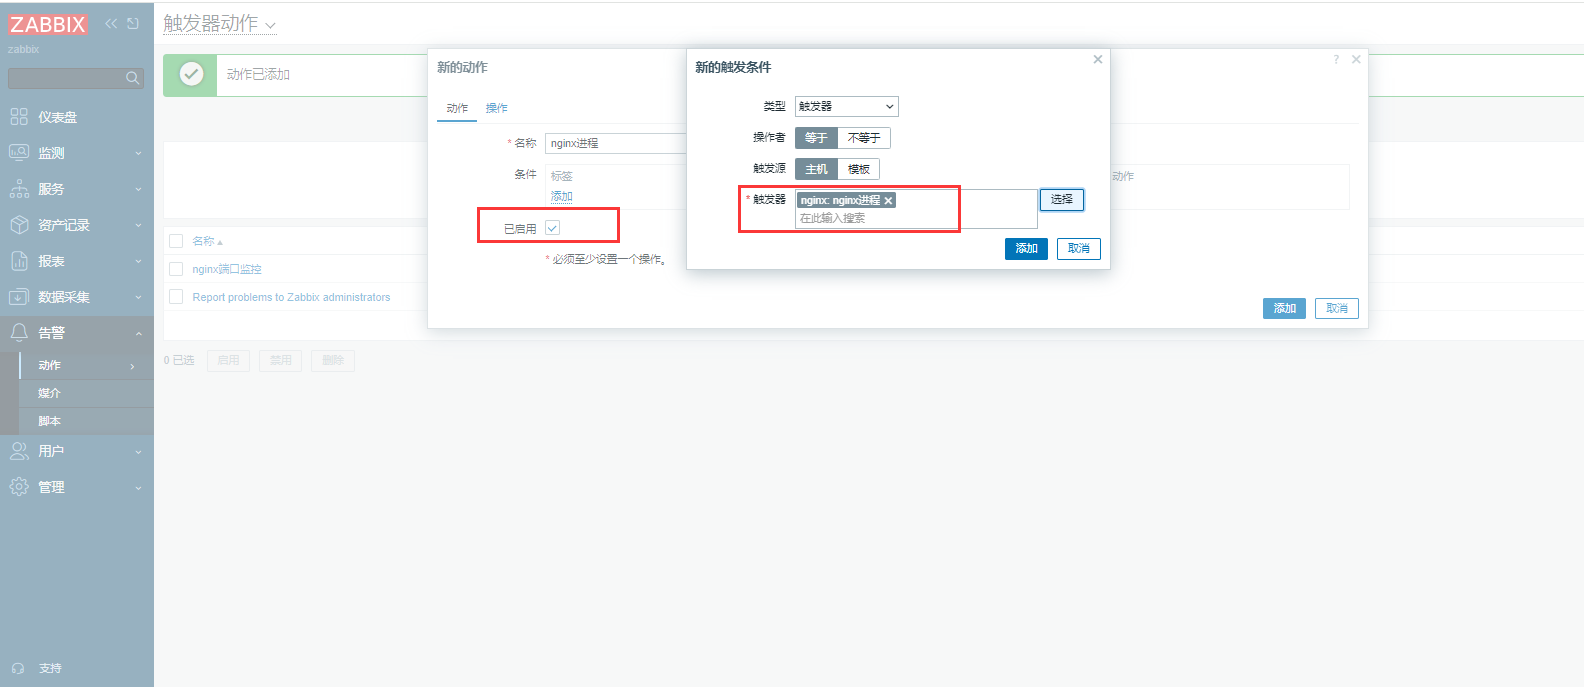 ZABBIX
zabbix
仪表盘
监测
服务
资产记录
报表
数据采集
告警
动作
媒介
脚本
用户
管理
支持
触发器动作
动作已添加
名称
nginx端口监控
Report problems to Zabbix administrators
0 已选
启用
禁用
删除
新的动作
?
动作 操作
* 名称 nginx进程
条件 标签 动作
添加
已启用
* 必须至少设置一个操作。
添加 取消
新的触发条件
类型 触发器
操作者 等于 不等于
触发源 主机 模板
* 触发器 nginx: nginx进程 选择
在此输入搜索
添加 取消